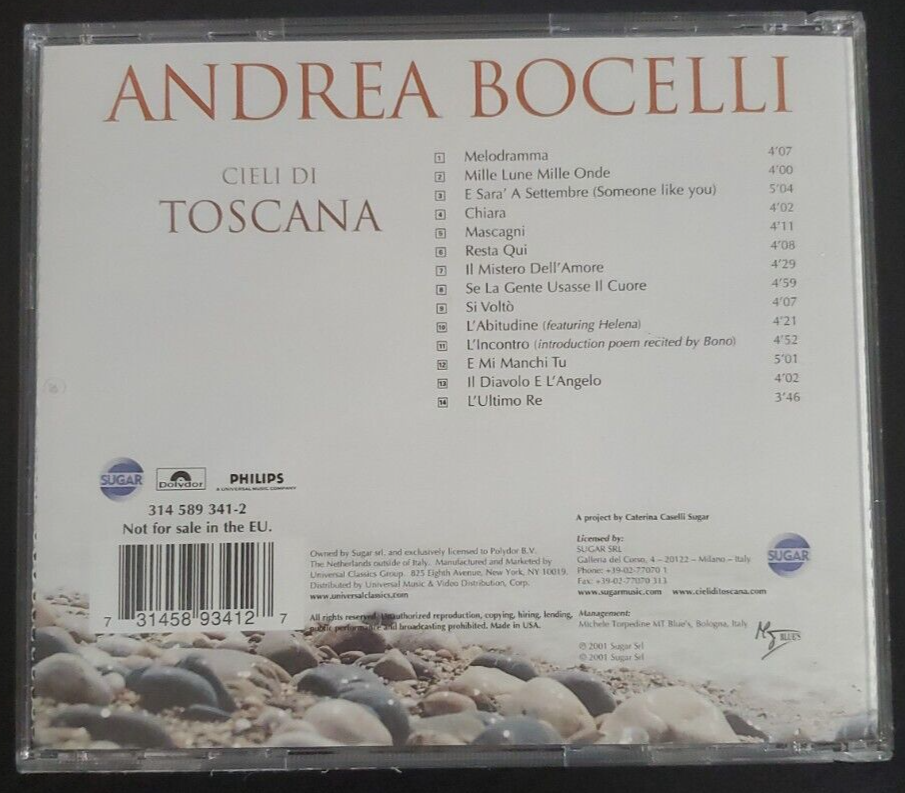 ANDREA BOCELLI
CIELI DI
TOSCANA
1 Melodramma 4'07
2 Mille Lune Mille Onde 4'00
3 E Sara' A Settembre (Someone like you) 5'04
4 Chiara 4'02
5 Mascagni 4'11
6 Resta Qui 4'08
7 Il Mistero Dell'Amore 4'29
8 Se La Gente Usasse Il Cuore 4'59
9 Si Voltò 4'07
10 L'Abitudine (featuring Helena) 4'21
11 L'Incontro (introduction poem recited by Bono) 4'52
12 E Mi Manchi Tu 5'01
13 Il Diavolo E L'Angelo 4'02
14 L'Ultimo Re 3'46
SUGAR Polydor PHILIPS
A UNIVERSAL MUSIC COMPANY
314 589 341-2
Not for sale in the EU.
7 31458 93412 7
Owned by Sugar srl. and exclusively licensed to Polydor B.V.
The Netherlands outside of Italy. Manufactured and Marketed by
Universal Classics Group. 825 Eighth Avenue, New York, NY 10019.
Distributed by Universal Music & Video Distribution, Corp.
www.universalclassics.com
All rights reserved. Unauthorized reproduction, copying, hiring, lending,
public performance and broadcasting prohibited. Made in USA.
A project by Caterina Caselli Sugar
Licensed by:
SUGAR SRL
Galleria del Corso, 4 – 20122 – Milano – Italy
Phone: +39-02-77070 1
Fax: +39-02-77070 313
www.sugarmusic.com www.cieliditoscana.com
SUGAR
Management:
Michele Torpedine MT Blue's, Bologna, Italy
BLUE'S
℗ 2001 Sugar Srl
© 2001 Sugar Srl